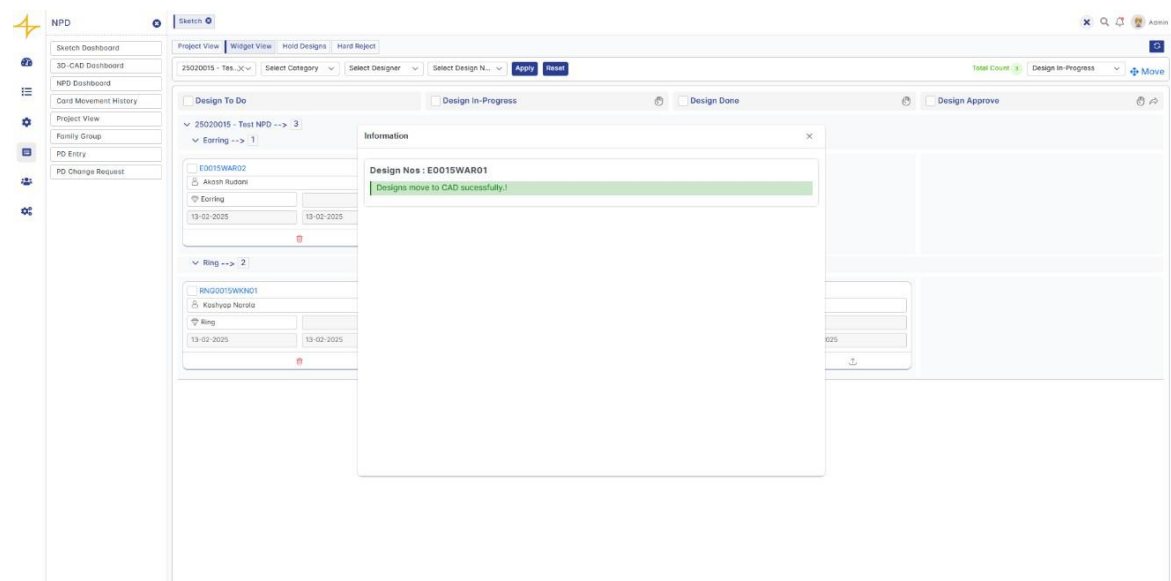 NPD
Sketch
Admin
Sketch Dashboard
3D-CAD Dashboard
NPD Dashboard
Card Movement History
Project View
Family Group
PD Entry
PD Change Request
Project View Widget View Hold Designs Hard Reject
25020015 - Tes... Select Category Select Designer Select Design N... Apply Reset Total Count 3 Design In-Progress Move
Design To Do Design In-Progress Design Done Design Approve
25020015 - Test NPD --> 3
Earring --> 1
E0015WAR02
Akash Rudani
Earring
13-02-2025 13-02-2025
Ring --> 2
RNG0015WKN01
Kashyap Narola
Ring
13-02-2025 13-02-2025
025
Information
Design Nos : E0015WAR01
Designs move to CAD sucessfully.!